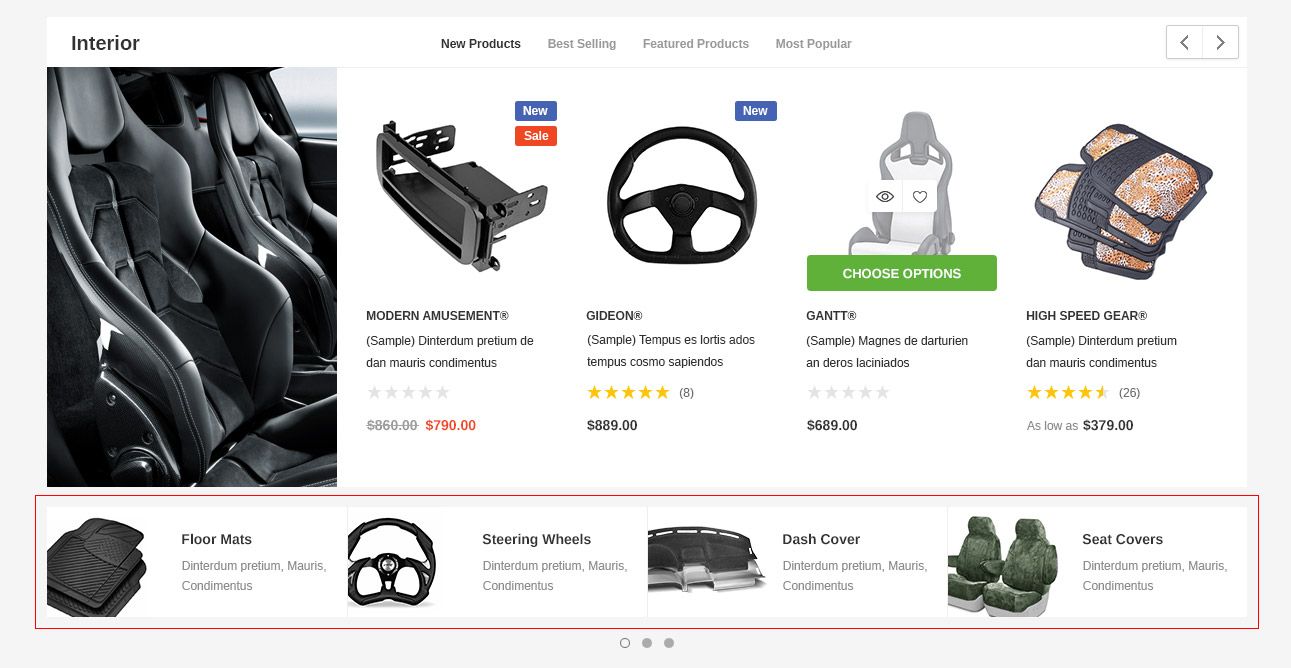 Interior
New Products Best Selling Featured Products Most Popular
New
Sale
New
CHOOSE OPTIONS
MODERN AMUSEMENT®
(Sample) Dinterdum pretium de
dan mauris condimentus
$860.00 $790.00
GIDEON®
(Sample) Tempus es lortis ados
tempus cosmo sapiendos
(8)
$889.00
GANTT®
(Sample) Magnes de darturien
an deros laciniados
$689.00
HIGH SPEED GEAR®
(Sample) Dinterdum pretium
dan mauris condimentus
(26)
As low as $379.00
Floor Mats
Dinterdum pretium, Mauris,
Condimentus
Steering Wheels
Dinterdum pretium, Mauris,
Condimentus
Dash Cover
Dinterdum pretium, Mauris,
Condimentus
Seat Covers
Dinterdum pretium, Mauris,
Condimentus